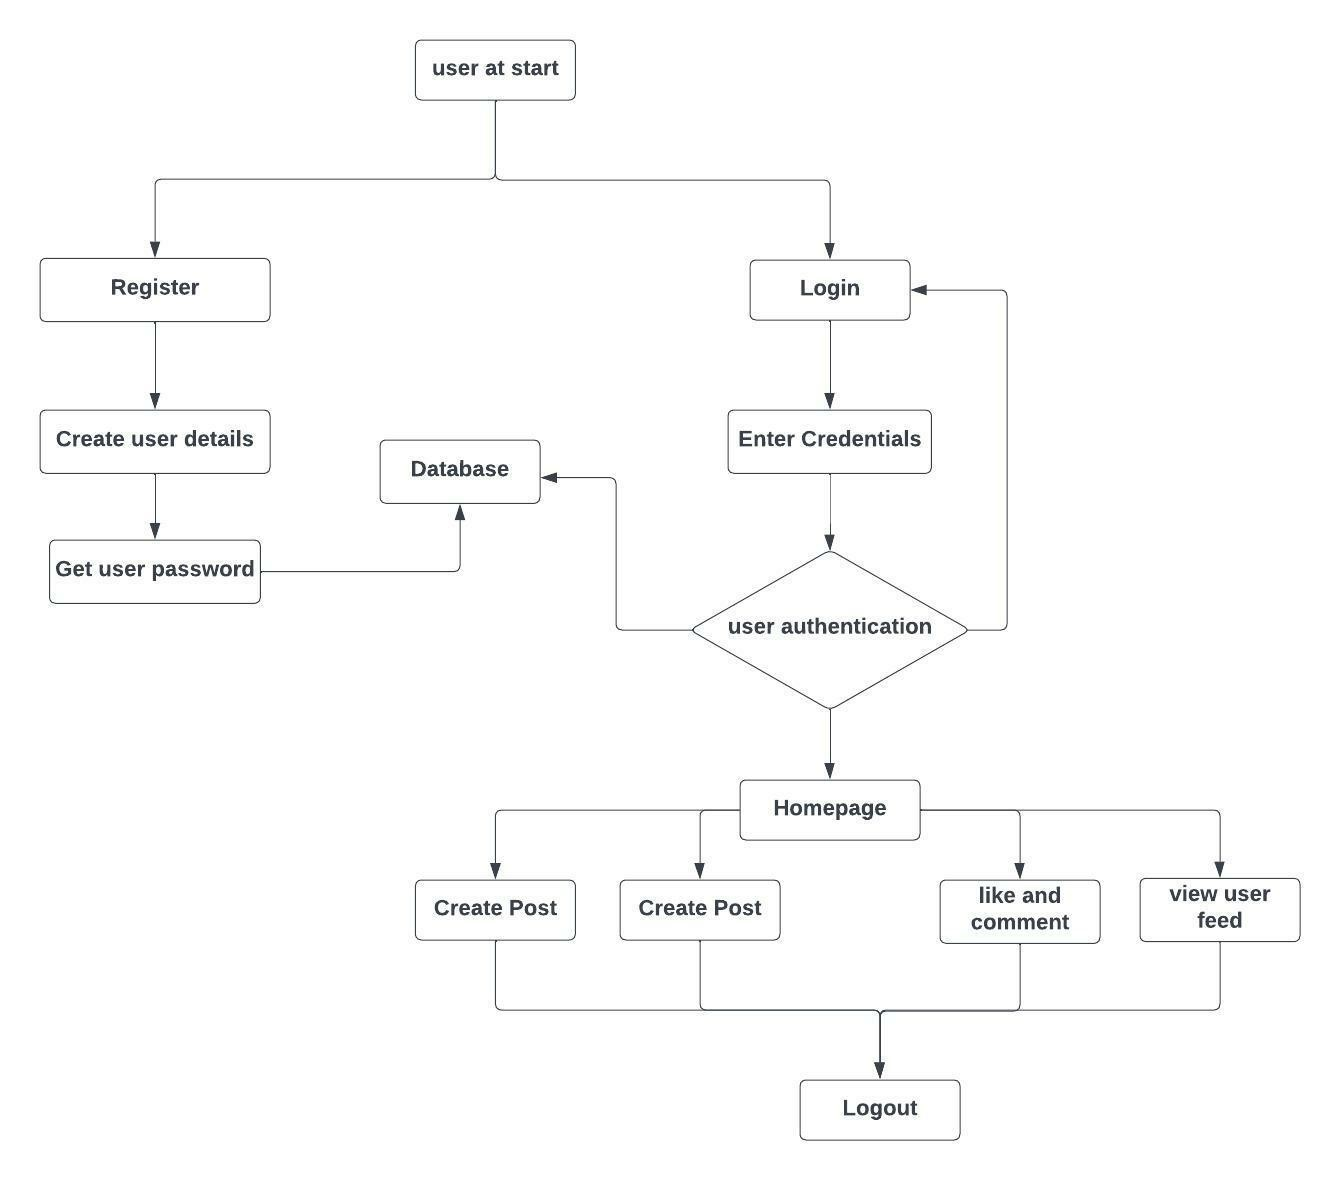 user at start
Register
Login
Create user details
Database
Enter Credentials
Get user password
user authentication
Homepage
Create Post
Create Post
like and
comment
view user
feed
Logout